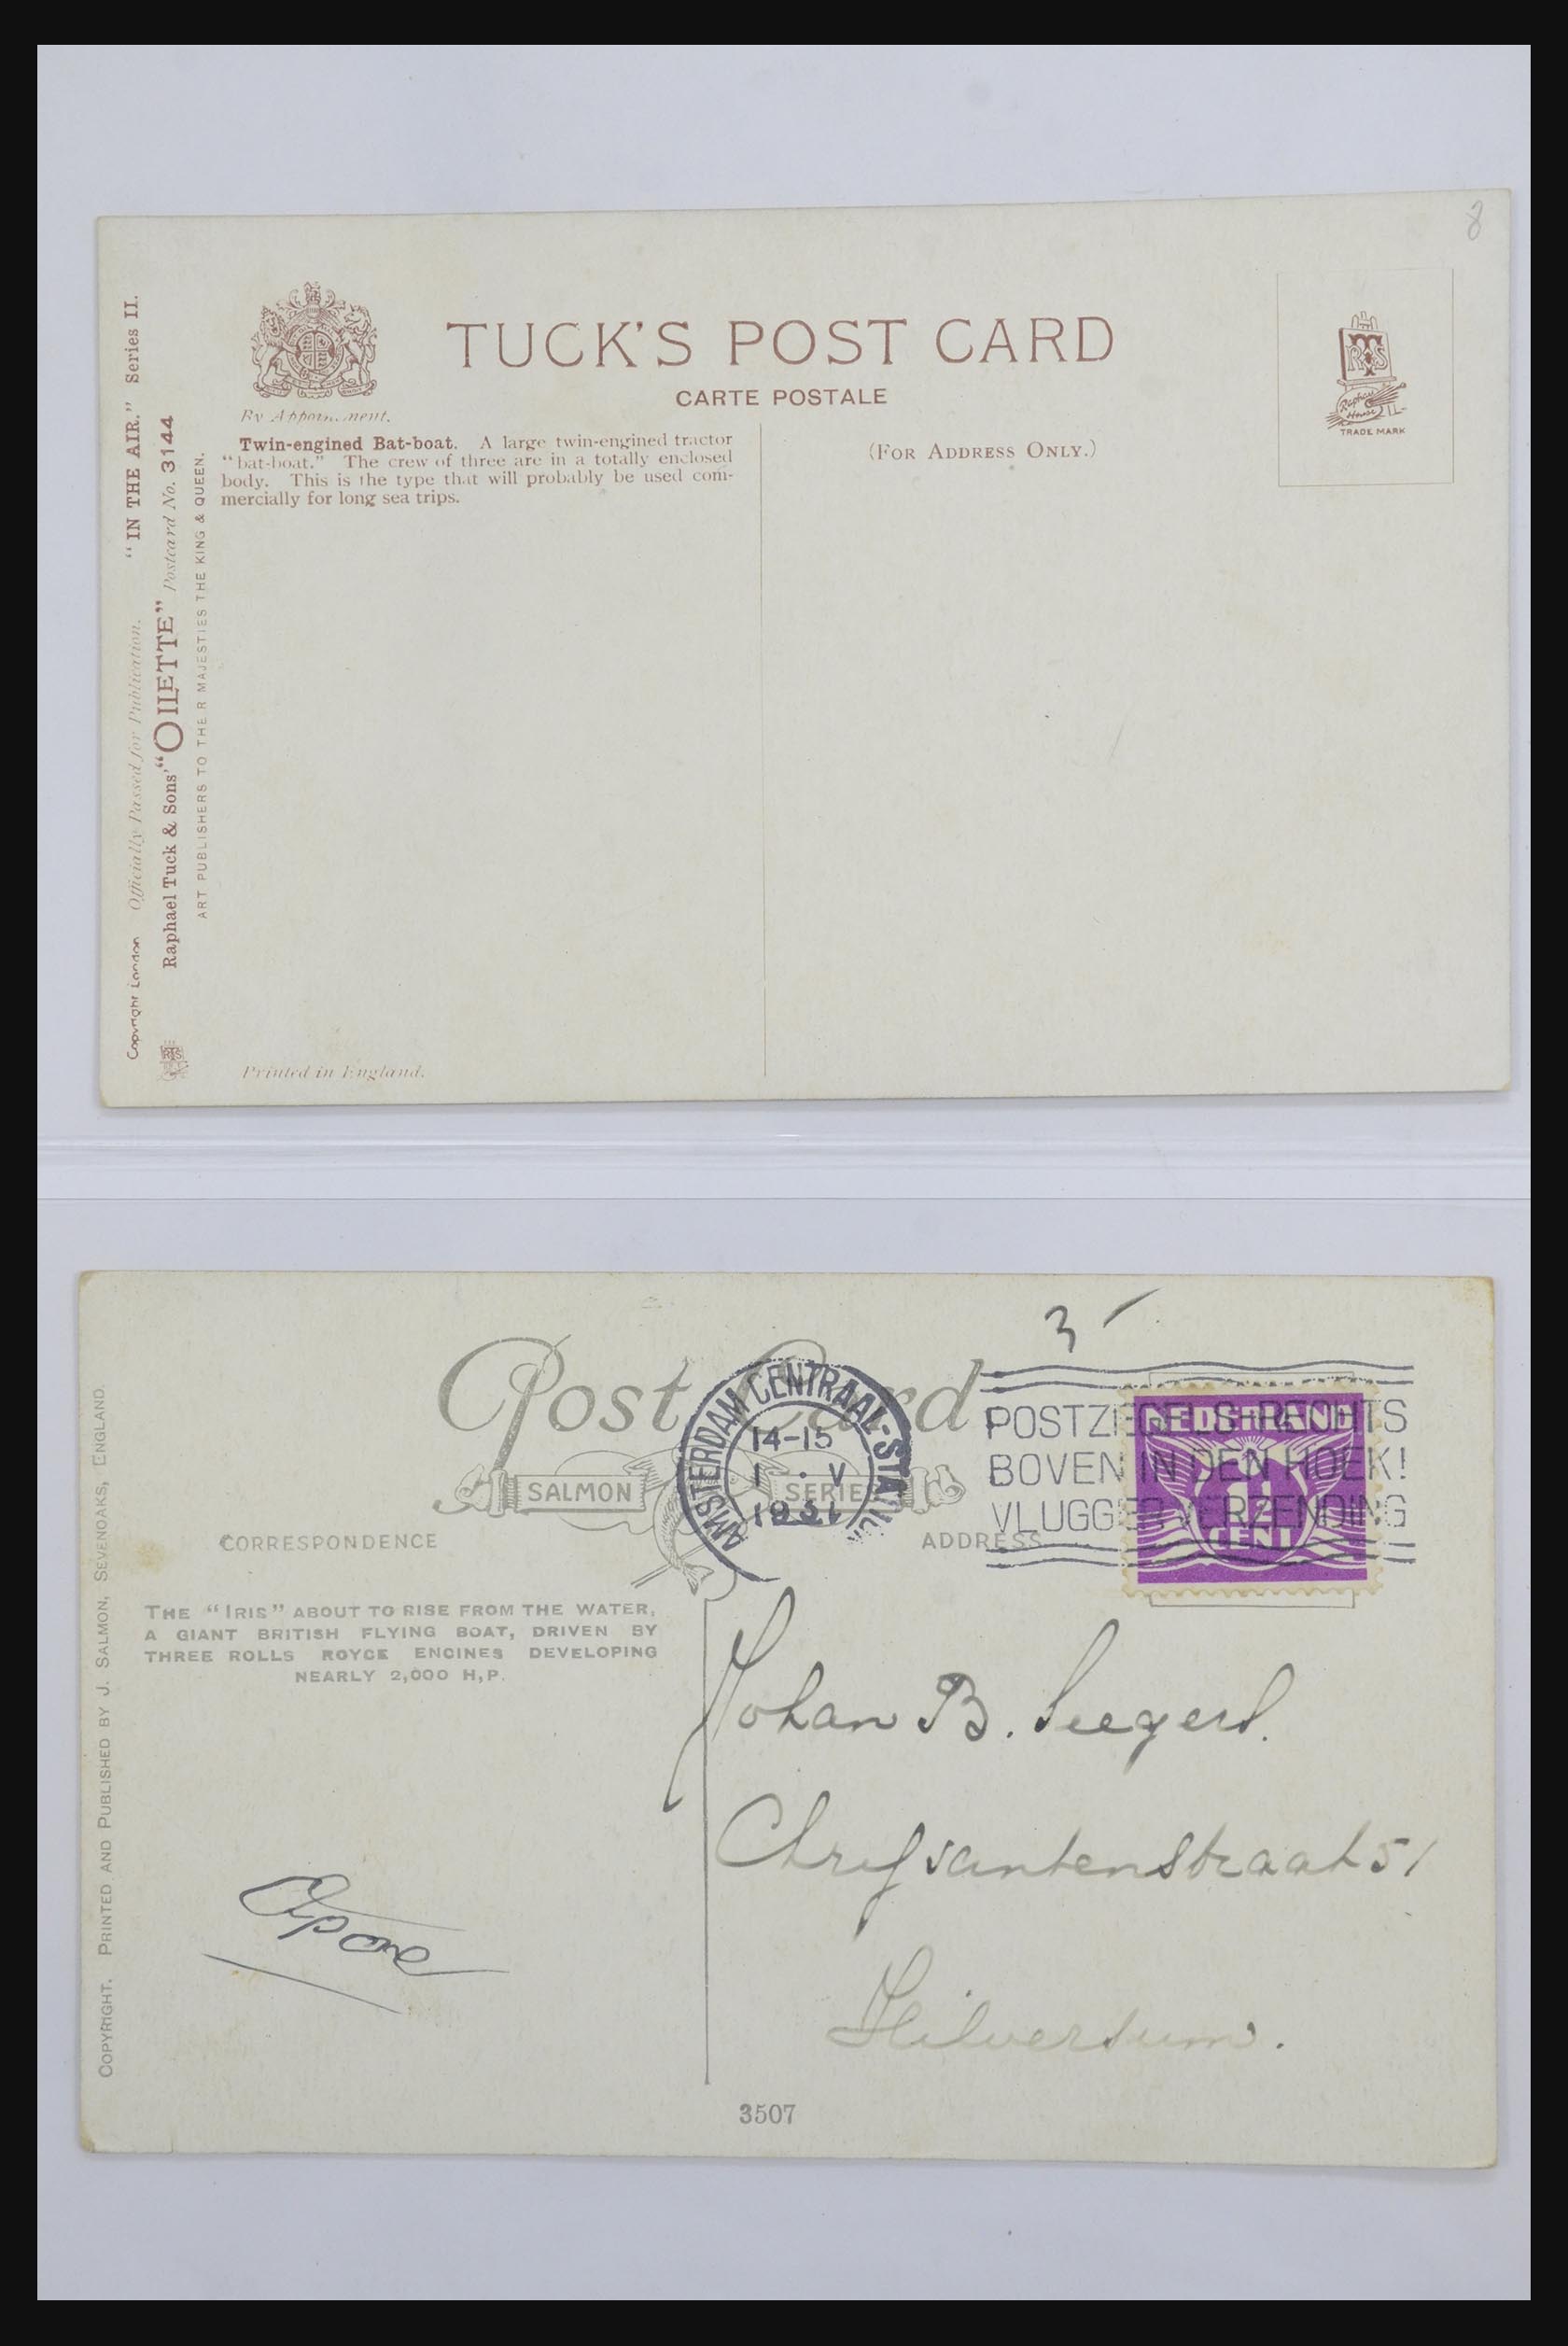 8
TUCK'S POST CARD
CARTE POSTALE
By Appointment.
(FOR ADDRESS ONLY.)
TRADE MARK
Twin-engined Bat-boat. A large twin-engined tractor
"bat-boat." The crew of three are in a totally enclosed
body. This is the type that will probably be used com-
mercially for long sea trips.
Copyright London Officially Passed for Publication. "IN THE AIR." Series II.
Raphael Tuck & Sons' "OILETTE" Postcard No. 3144
ART PUBLISHERS TO THEIR MAJESTIES THE KING & QUEEN.
Printed in England.
3 -
Post Card
SALMON SERIES
AMSTERDAM CENTRAAL-STATION
14-15
1 . V
POSTZEGELS RECHTS
BOVEN IN DEN HOEK!
VLUGGER VERZENDING
NEDERLAND
1½
CENT
CORRESPONDENCE
ADDRESS
THE "IRIS" ABOUT TO RISE FROM THE WATER,
A GIANT BRITISH FLYING BOAT, DRIVEN BY
THREE ROLLS ROYCE ENGINES DEVELOPING
NEARLY 2,000 H,P.
Johan B. Seegers.
Chrysantenstraat 51
Hilversum.
COPYRIGHT. PRINTED AND PUBLISHED BY J. SALMON, SEVENOAKS, ENGLAND.
3507